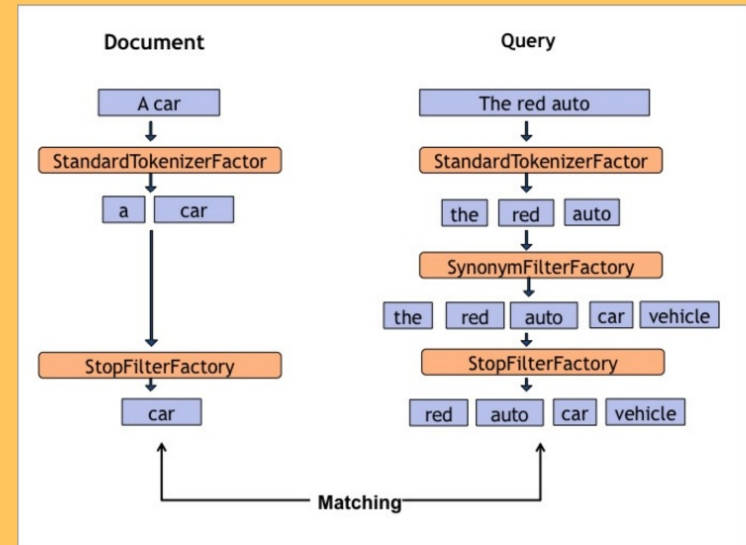 Document
A car
StandardTokenizerFactor
a car
StopFilterFactory
car
Query
The red auto
StandardTokenizerFactor
the red auto
SynonymFilterFactory
the red auto car vehicle
StopFilterFactory
red auto car vehicle
Matching